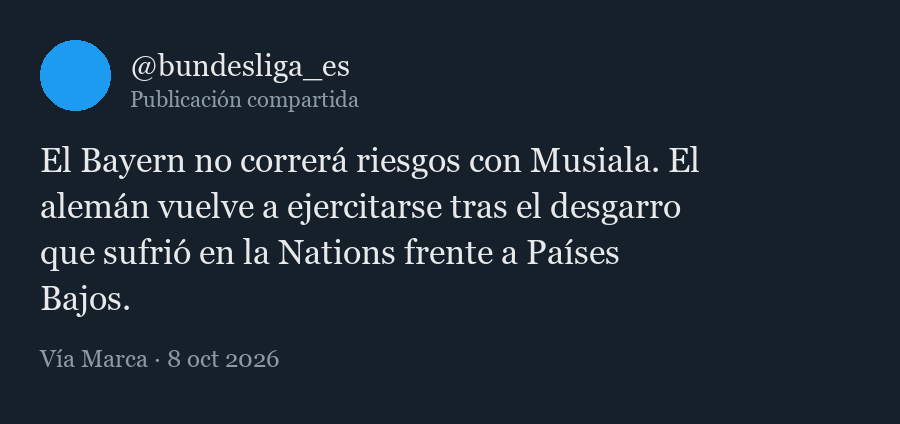 @bundesliga_es
Publicación compartida
El Bayern no correrá riesgos con Musiala. El
alemán vuelve a ejercitarse tras el desgarro
que sufrió en la Nations frente a Países
Bajos.
Vía Marca · 8 oct 2026